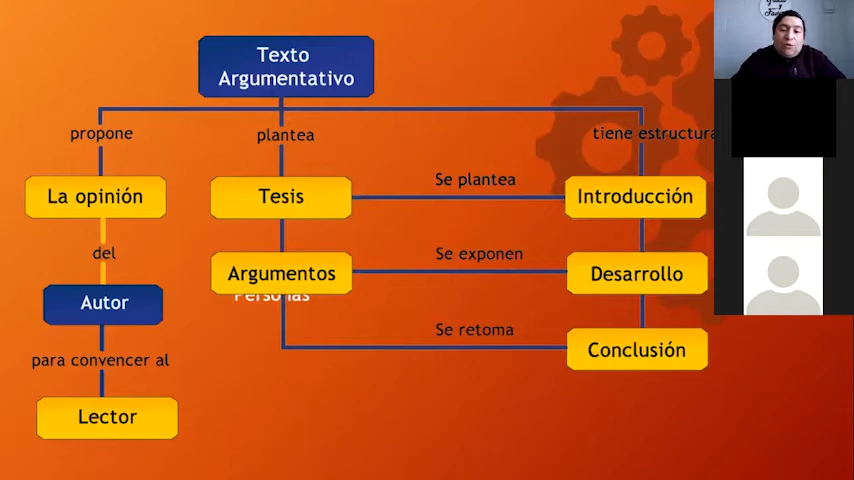 Texto
Argumentativo
propone
plantea
tiene estructura
La opinión
Tesis
Se plantea
Introducción
del
Argumentos
Se exponen
Desarrollo
Personas
Autor
para convencer al
Se retoma
Conclusión
Lector